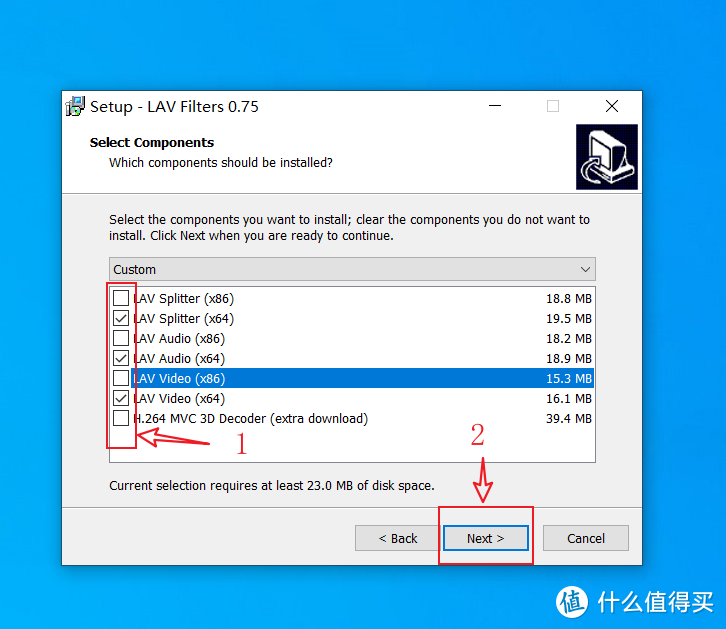 Setup - LAV Filters 0.75
Select Components
Which components should be installed?
Select the components you want to install; clear the components you do not want to
install. Click Next when you are ready to continue.
Custom
LAV Splitter (x86) 18.8 MB
LAV Splitter (x64) 19.5 MB
LAV Audio (x86) 18.2 MB
LAV Audio (x64) 18.9 MB
LAV Video (x86) 15.3 MB
LAV Video (x64) 16.1 MB
H.264 MVC 3D Decoder (extra download) 39.4 MB
1
2
Current selection requires at least 23.0 MB of disk space.
< Back Next > Cancel
值 什么值得买